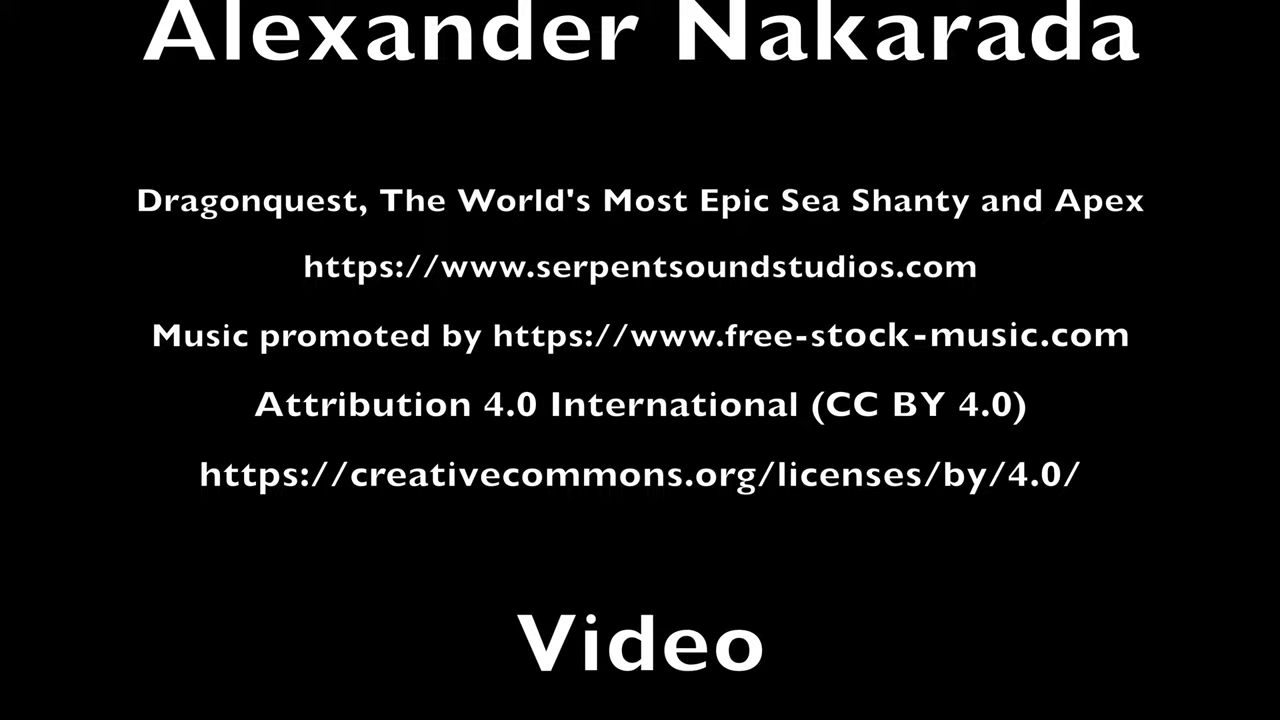 Alexander Nakarada
Dragonquest, The World's Most Epic Sea Shanty and Apex
https://www.serpentsoundstudios.com
Music promoted by https://www.free-stock-music.com
Attribution 4.0 International (CC BY 4.0)
https://creativecommons.org/licenses/by/4.0/
Video